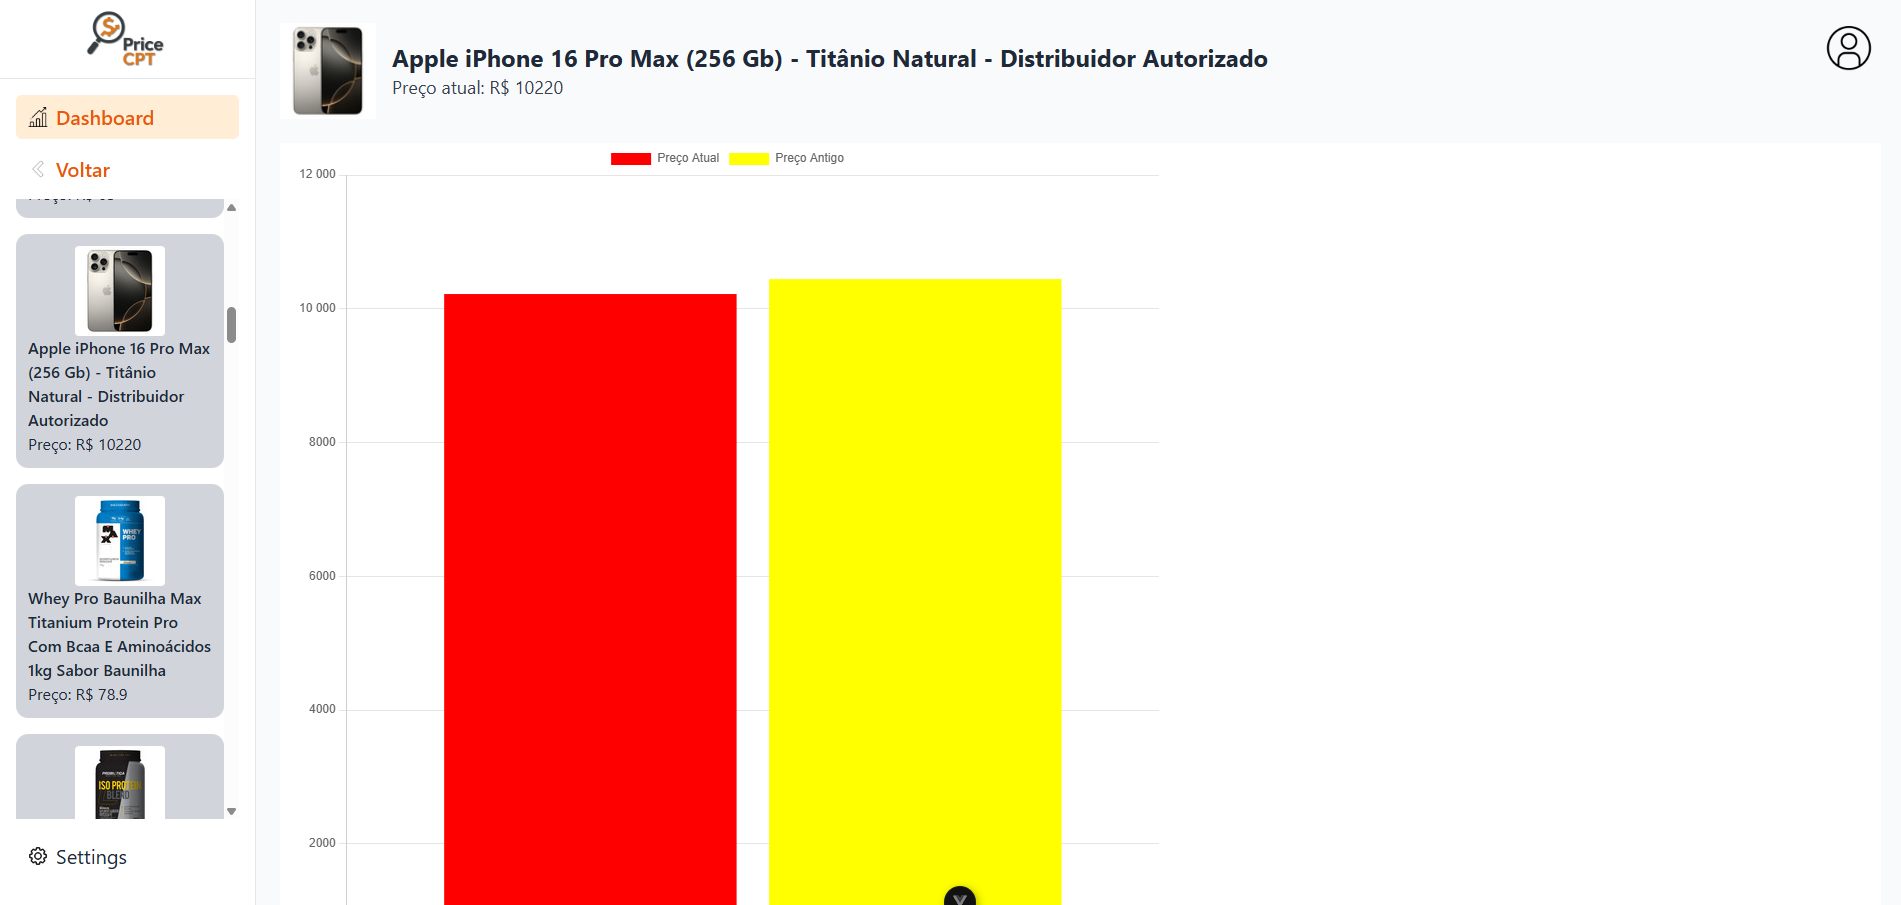 Price
CPT
Dashboard
Voltar
Apple iPhone 16 Pro Max
(256 Gb) - Titânio
Natural - Distribuidor
Autorizado
Preço: R$ 10220
WHEY
PRO
Whey Pro Baunilha Max
Titanium Protein Pro
Com Bcaa E Aminoácidos
1kg Sabor Baunilha
Preço: R$ 78.9
ISO PROTEIN
BLEND
Settings
Apple iPhone 16 Pro Max (256 Gb) - Titânio Natural - Distribuidor Autorizado
Preço atual: R$ 10220
Preço Atual
Preço Antigo
12 000
10 000
8000
6000
4000
2000